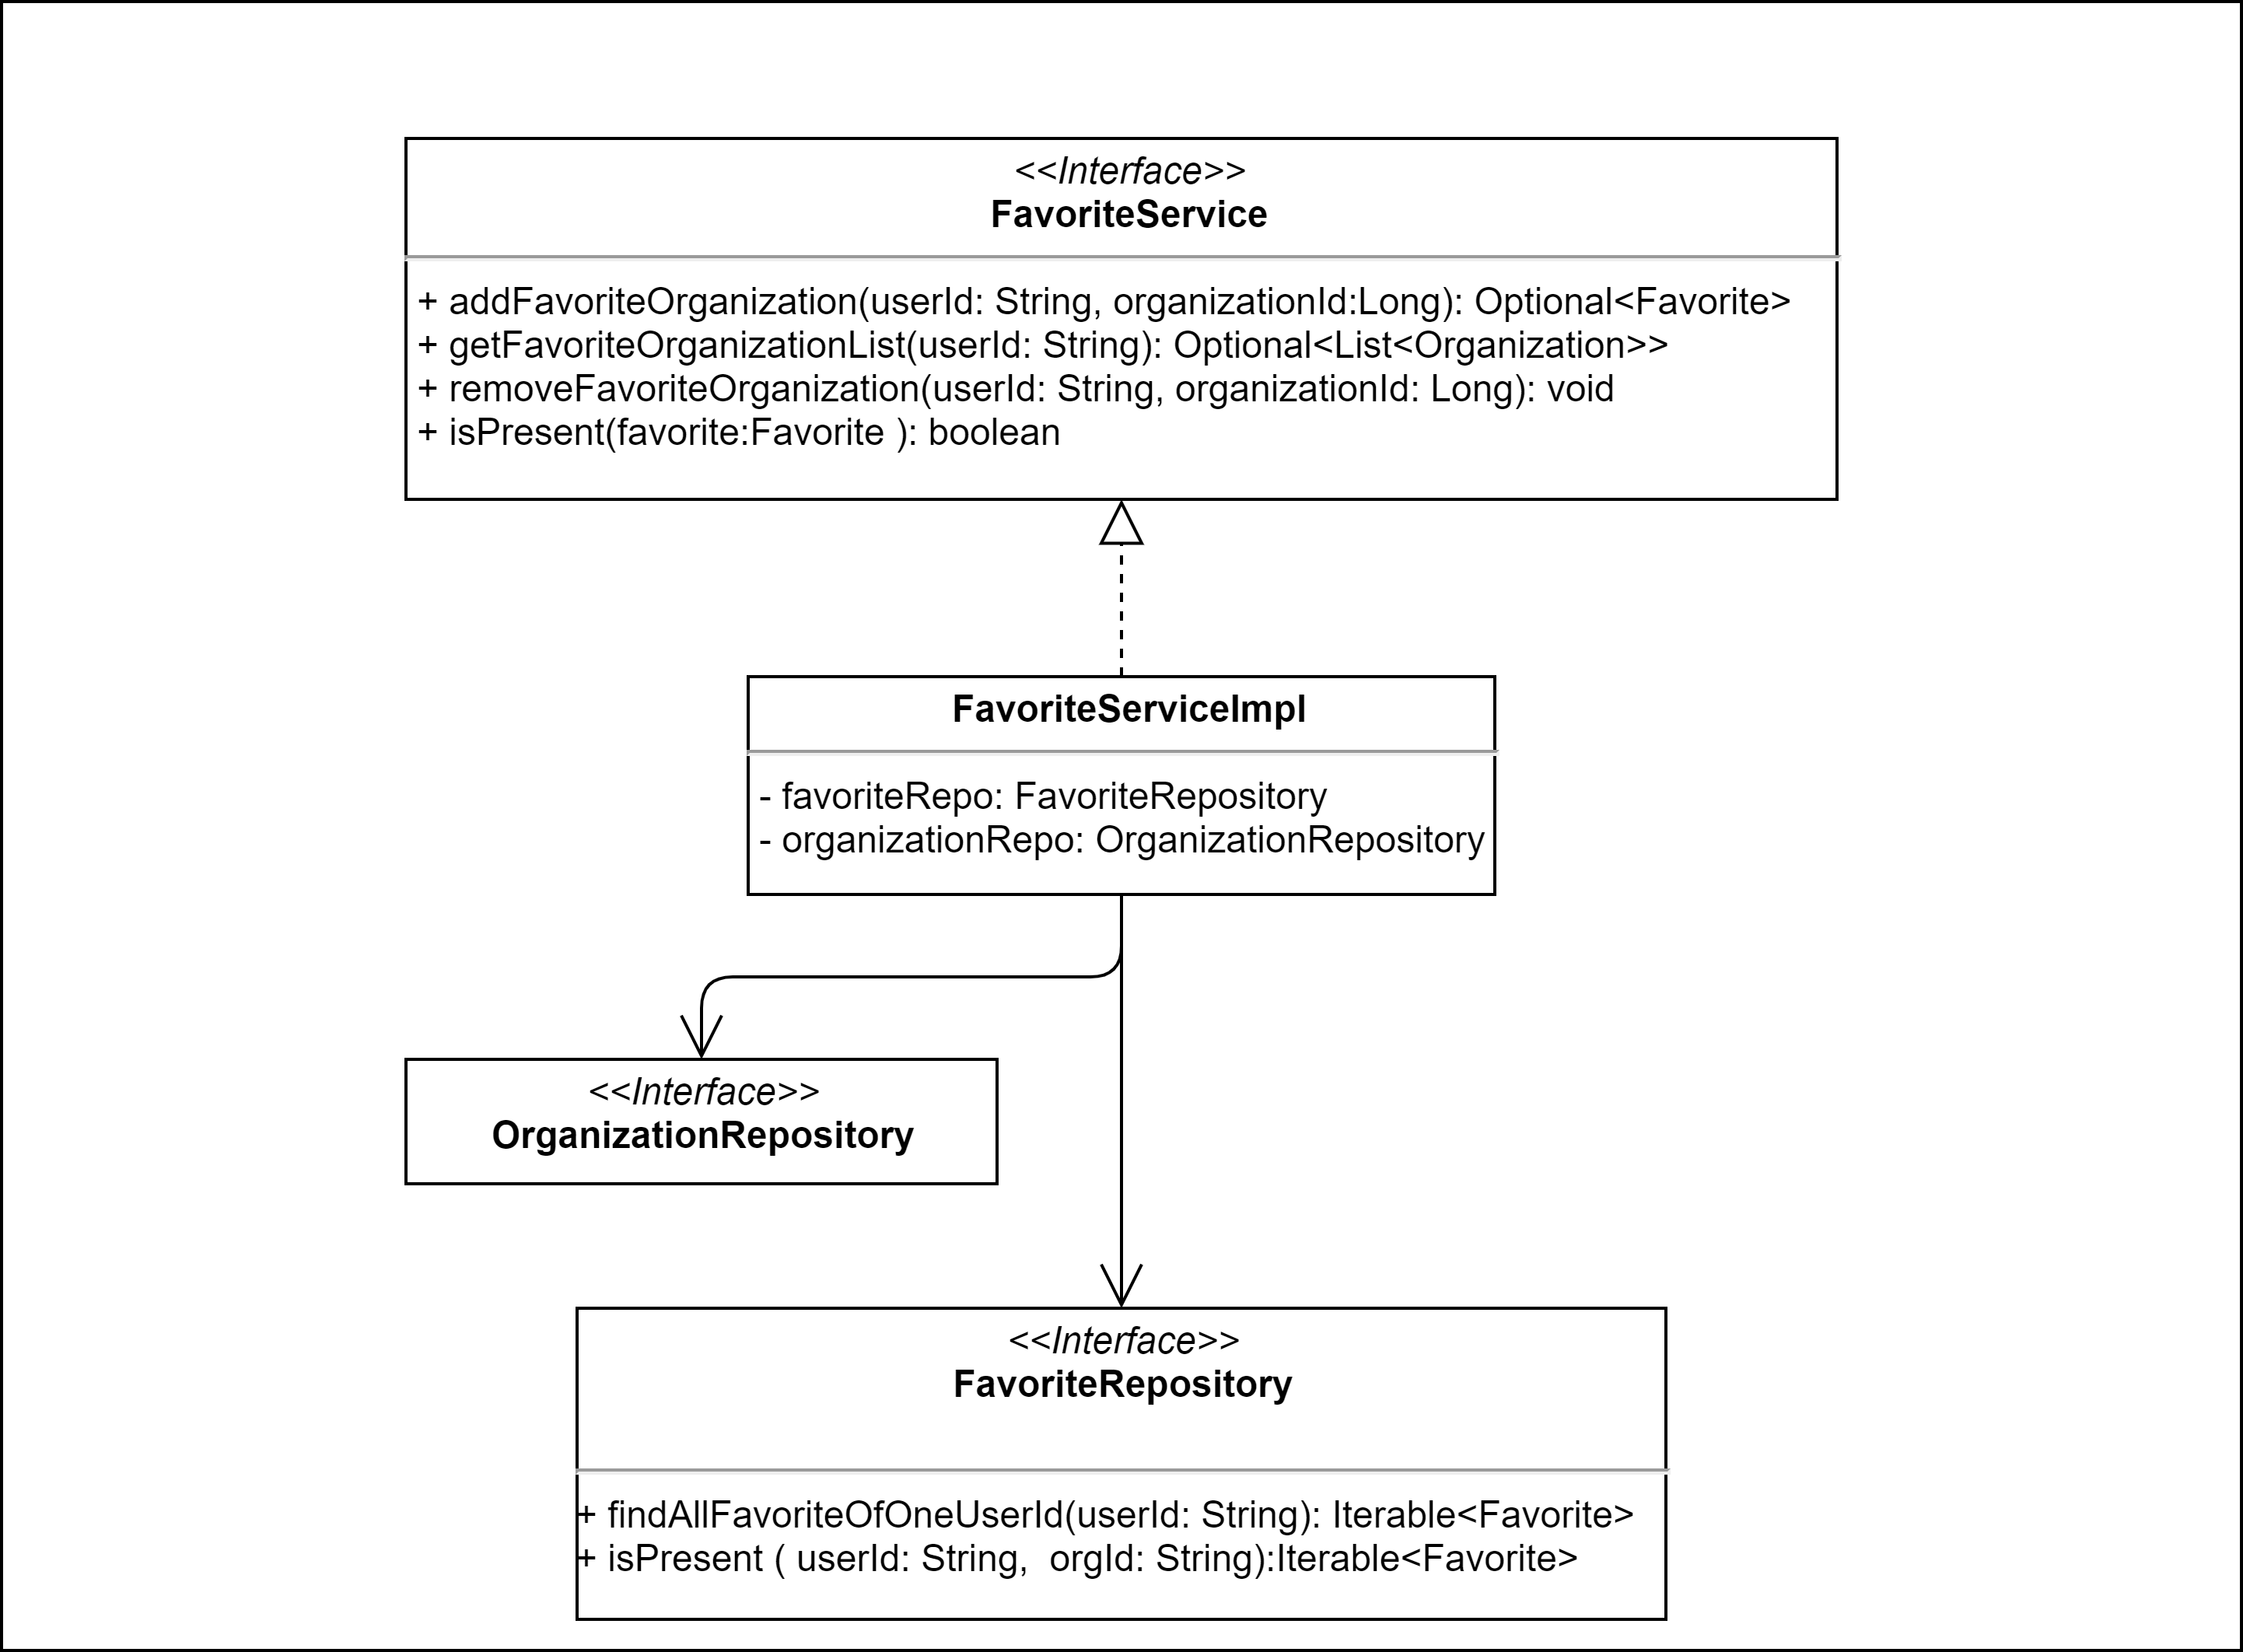 <<Interface>>
FavoriteService
+ addFavoriteOrganization(userId: String, organizationId:Long): Optional<Favorite>
+ getFavoriteOrganizationList(userId: String): Optional<List<Organization>>
+ removeFavoriteOrganization(userId: String, organizationId: Long): void
+ isPresent(favorite:Favorite ): boolean
FavoriteServiceImpl
- favoriteRepo: FavoriteRepository
- organizationRepo: OrganizationRepository
<<Interface>>
OrganizationRepository
<<Interface>>
FavoriteRepository
+ findAllFavoriteOfOneUserId(userId: String): Iterable<Favorite>
+ isPresent ( userId: String,  orgId: String):Iterable<Favorite>